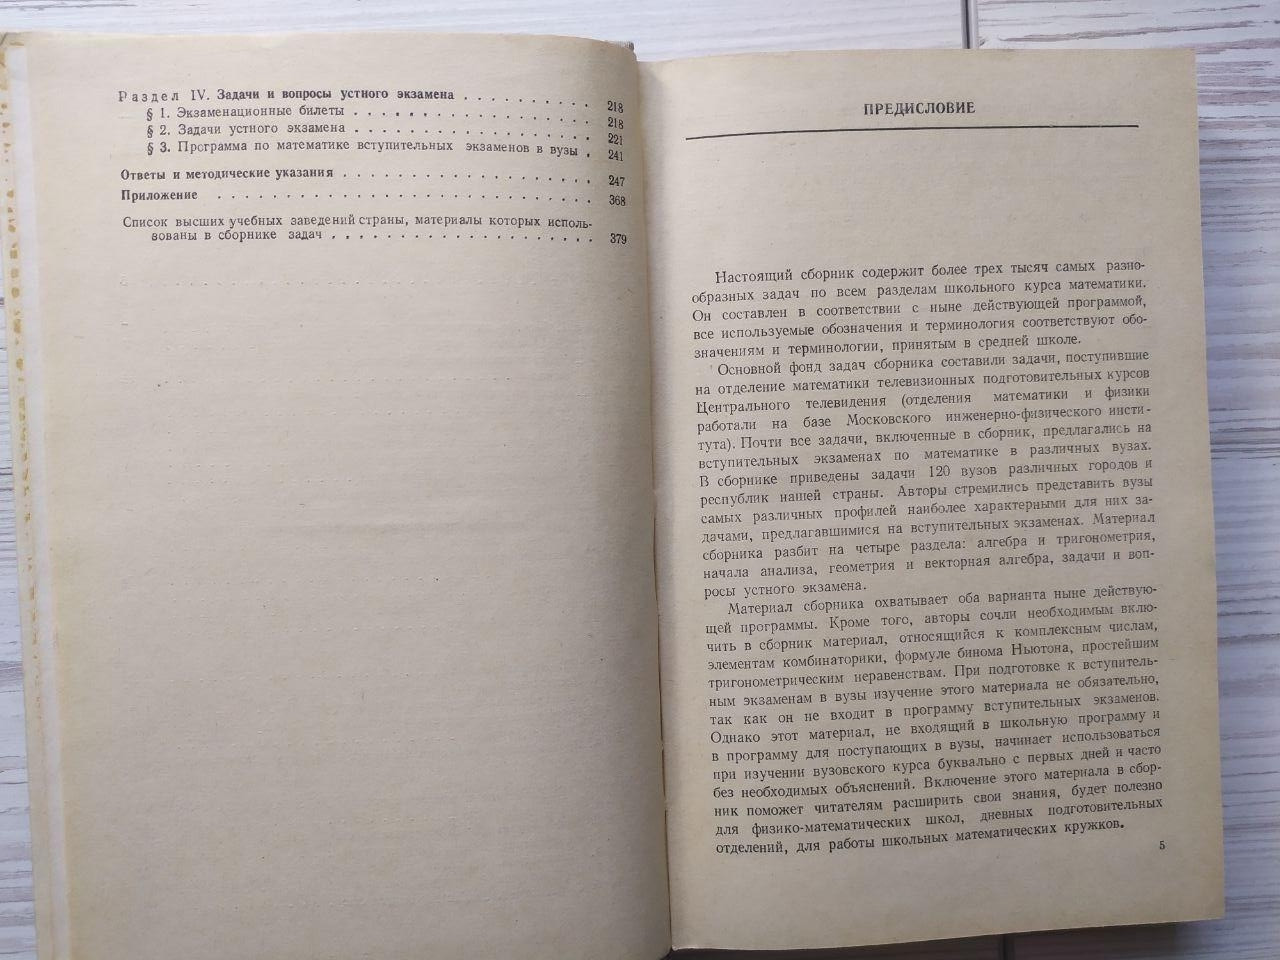 Раздел IV. Задачи и вопросы устного экзамена . . . . . . . . . . 218
§ 1. Экзаменационные билеты . . . . . . . . . . . . . . . . . 218
§ 2. Задачи устного экзамена . . . . . . . . . . . . . . . . . 221
§ 3. Программа по математике вступительных экзаменов в вузы . 241
Ответы и методические указания . . . . . . . . . . . . . . . . . . 247
Приложение . . . . . . . . . . . . . . . . . . . . . . . . . . . 368
Список высших учебных заведений страны, материалы которых исполь-
зованы в сборнике задач . . . . . . . . . . . . . . . . . . . 379
ПРЕДИСЛОВИЕ
Настоящий сборник содержит более трех тысяч самых разно-
образных задач по всем разделам школьного курса математики.
Он составлен в соответствии с ныне действующей программой,
все используемые обозначения и терминология соответствуют обо-
значениям и терминологии, принятым в средней школе.
Основной фонд задач сборника составили задачи, поступившие
на отделение математики телевизионных подготовительных курсов
Центрального телевидения (отделения математики и физики
работали на базе Московского инженерно-физического инсти-
тута). Почти все задачи, включенные в сборник, предлагались на
вступительных экзаменах по математике в различных вузах.
В сборнике приведены задачи 120 вузов различных городов и
республик нашей страны. Авторы стремились представить вузы
самых различных профилей наиболее характерными для них за-
дачами, предлагавшимися на вступительных экзаменах. Материал
сборника разбит на четыре раздела: алгебра и тригонометрия,
начала анализа, геометрия и векторная алгебра, задачи и воп-
росы устного экзамена.
Материал сборника охватывает оба варианта ныне действую-
щей программы. Кроме того, авторы сочли необходимым вклю-
чить в сборник материал, относящийся к комплексным числам,
элементам комбинаторики, формуле бинома Ньютона, простейшим
тригонометрическим неравенствам. При подготовке к вступитель-
ным экзаменам в вузы изучение этого материала не обязательно,
так как он не входит в программу вступительных экзаменов.
Однако этот материал, не входящий в школьную программу и
в программу для поступающих в вузы, начинает использоваться
при изучении вузовского курса буквально с первых дней и часто
без необходимых объяснений. Включение этого материала в сбор-
ник поможет читателям расширить свои знания, будет полезно
для физико-математических школ, дневных подготовительных
отделений, для работы школьных математических кружков.
5